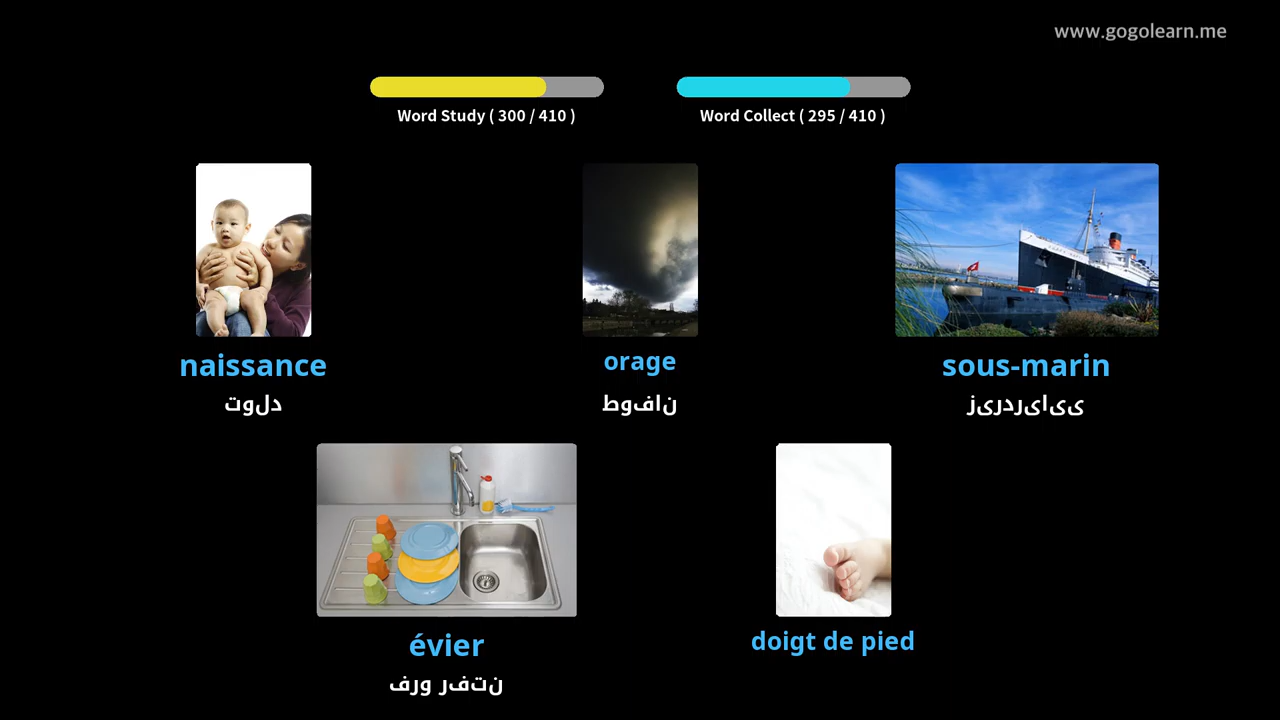 www.gogolearn.me
Word Study ( 300 / 410 )
Word Collect ( 295 / 410 )
naissance
دلوت
orage
نافوط
sous-marin
ییایردریز
évier
نتفر ورف
doigt de pied